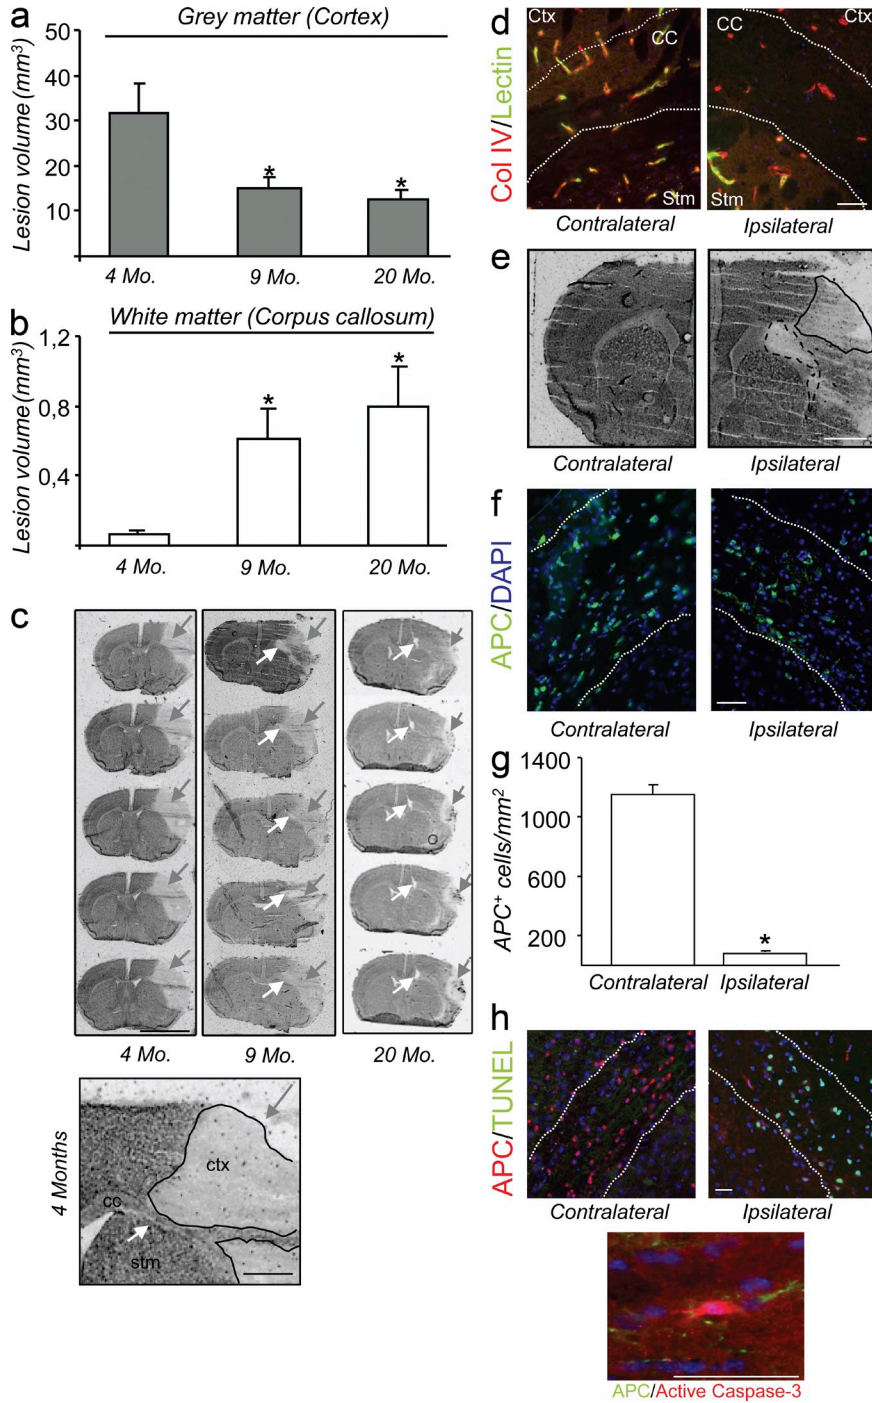 a
Grey matter (Cortex)
Lesion volume (mm³)
50
40
30
20
10
*
*
4 Mo.
9 Mo.
20 Mo.
b
White matter (Corpus callosum)
Lesion volume (mm³)
1,2
0,8
0,4
*
*
4 Mo.
9 Mo.
20 Mo.
c
4 Mo.
9 Mo.
20 Mo.
4 Months
ctx
cc
stm
d
Col IV/Lectin
Ctx
CC
Stm
CC
Ctx
Stm
Contralateral
Ipsilateral
e
Contralateral
Ipsilateral
f
APC/DAPI
Contralateral
Ipsilateral
g
APC⁺ cells/mm²
1400
1000
600
200
*
Contralateral
Ipsilateral
h
APC/TUNEL
Contralateral
Ipsilateral
APC/Active Caspase-3